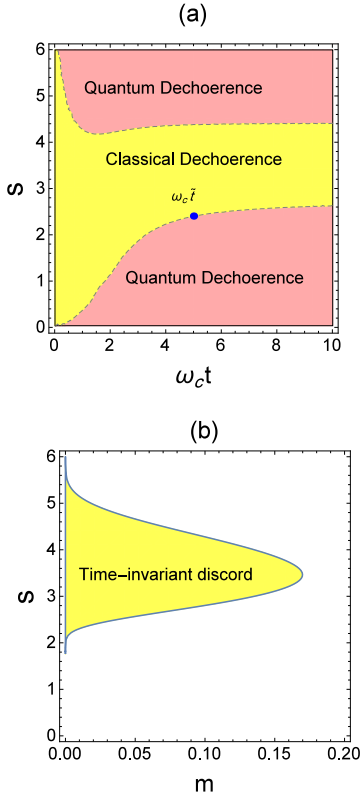 (a)
6
5
4
3
2
1
0
S
Quantum Dechoerence
Classical Dechoerence
ω_c t̃
Quantum Dechoerence
0 2 4 6 8 10
ω_c t
(b)
6
5
4
3
2
1
0
S
Time-invariant discord
0.00 0.05 0.10 0.15 0.20
m